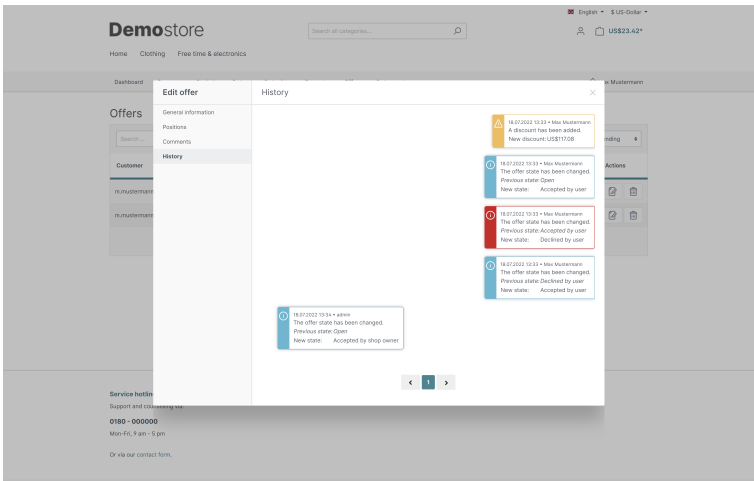 English
$ US-Dollar
Demostore
Search all categories...
US$23.42*
Home Clothing Free time & electronics
Dashboard
Mustermann
Edit offer
General information
Positions
Comments
History
History
Offers
Search ...
Customer
Actions
m.mustermann
m.mustermann
18.07.2022 13:33 • Max Mustermann
A discount has been added.
New discount: US$117.08
18.07.2022 13:33 • Max Mustermann
The offer state has been changed.
Previous state: Open
New state: Accepted by user
18.07.2022 13:33 • Max Mustermann
The offer state has been changed.
Previous state: Accepted by user
New state: Declined by user
18.07.2022 13:33 • Max Mustermann
The offer state has been changed.
Previous state: Declined by user
New state: Accepted by user
18.07.2022 13:34 • admin
The offer state has been changed.
Previous state: Open
New state: Accepted by shop owner
1
Service hotlin
Support and counselling via:
0180 - 000000
Mon-Fri, 9 am - 5 pm
Or via our contact form.